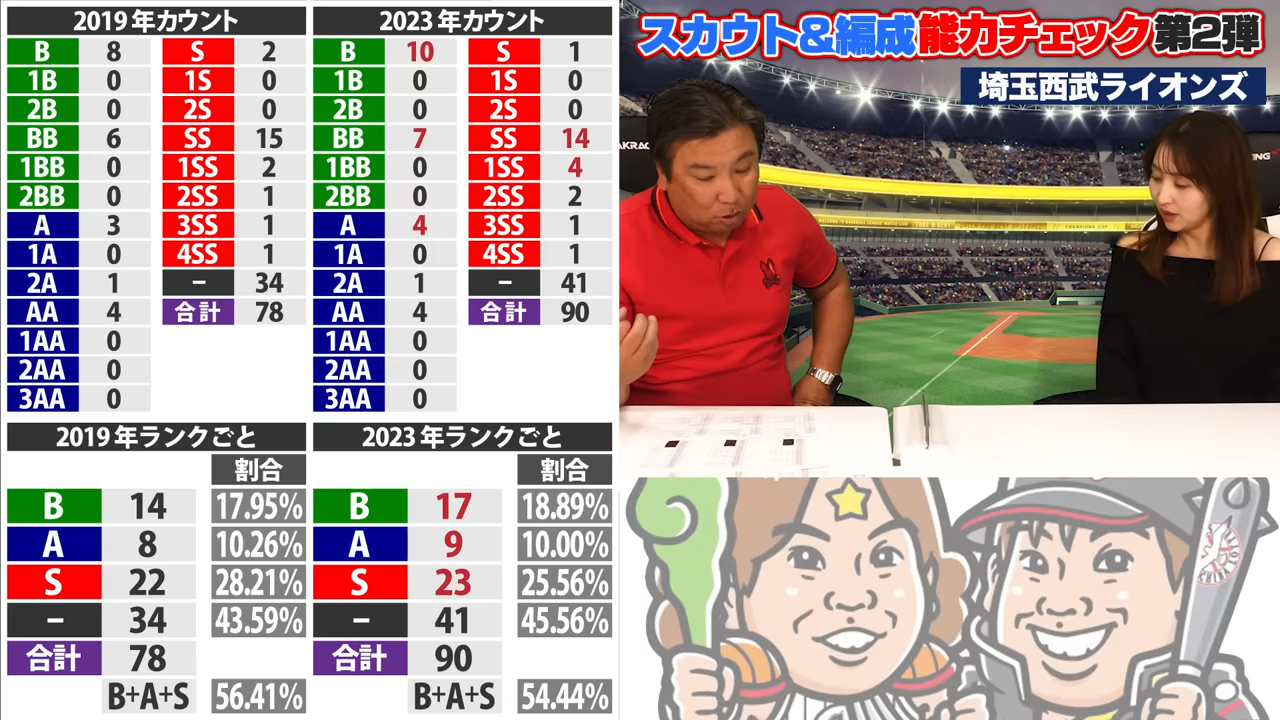 2019年カウント
B 8 S 2
1B 0 1S 0
2B 0 2S 0
BB 6 SS 15
1BB 0 1SS 2
2BB 0 2SS 1
A 3 3SS 1
1A 0 4SS 1
2A 1 − 34
AA 4 合計 78
1AA 0
2AA 0
3AA 0
2023年カウント
B 10 S 1
1B 0 1S 0
2B 0 2S 0
BB 7 SS 14
1BB 0 1SS 4
2BB 0 2SS 2
A 4 3SS 1
1A 0 4SS 1
2A 1 − 41
AA 4 合計 90
1AA 0
2AA 0
3AA 0
2019年ランクごと
割合
B 14 17.95%
A 8 10.26%
S 22 28.21%
− 34 43.59%
合計 78
B+A+S 56.41%
2023年ランクごと
割合
B 17 18.89%
A 9 10.00%
S 23 25.56%
− 41 45.56%
合計 90
B+A+S 54.44%
スカウト&編成能力チェック第2弾
埼玉西武ライオンズ
AKRAC
ING
CHAMPIONS CUP